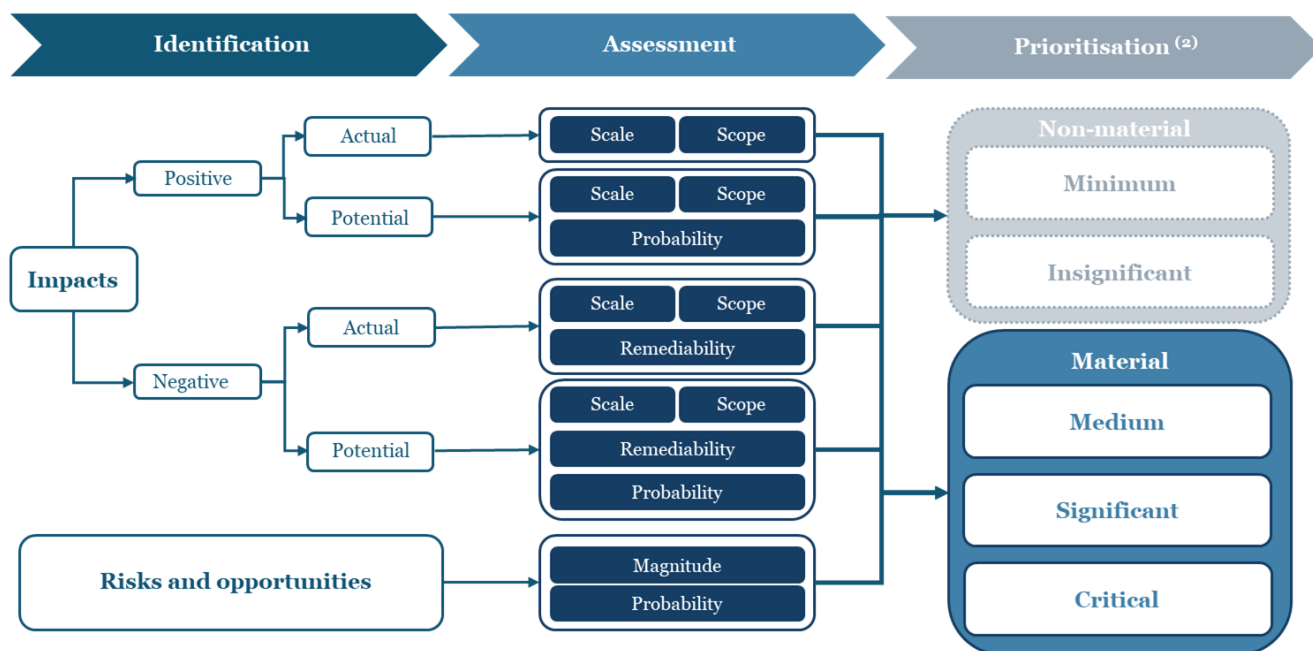 Identification
Assessment
Prioritisation (2)
Impacts
Positive
Negative
Actual
Potential
Actual
Potential
Risks and opportunities
Scale
Scope
Scale
Scope
Probability
Scale
Scope
Remediability
Scale
Scope
Remediability
Probability
Magnitude
Probability
Non-material
Minimum
Insignificant
Material
Medium
Significant
Critical